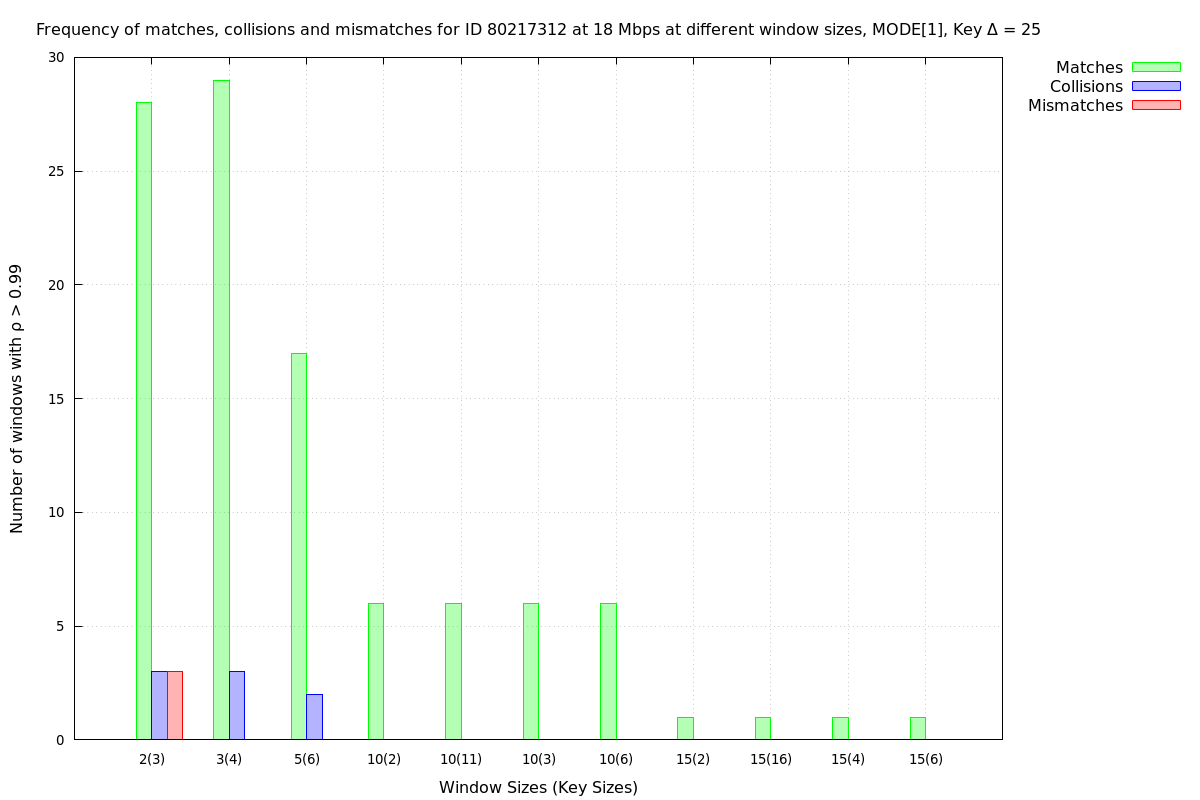 Frequency of matches, collisions and mismatches for ID 80217312 at 18 Mbps at different window sizes, MODE[1], Key Δ = 25
Matches
Collisions
Mismatches
Number of windows with ρ > 0.99
30
25
20
15
10
5
0
2(3) 3(4) 5(6) 10(2) 10(11) 10(3) 10(6) 15(2) 15(16) 15(4) 15(6)
Window Sizes (Key Sizes)